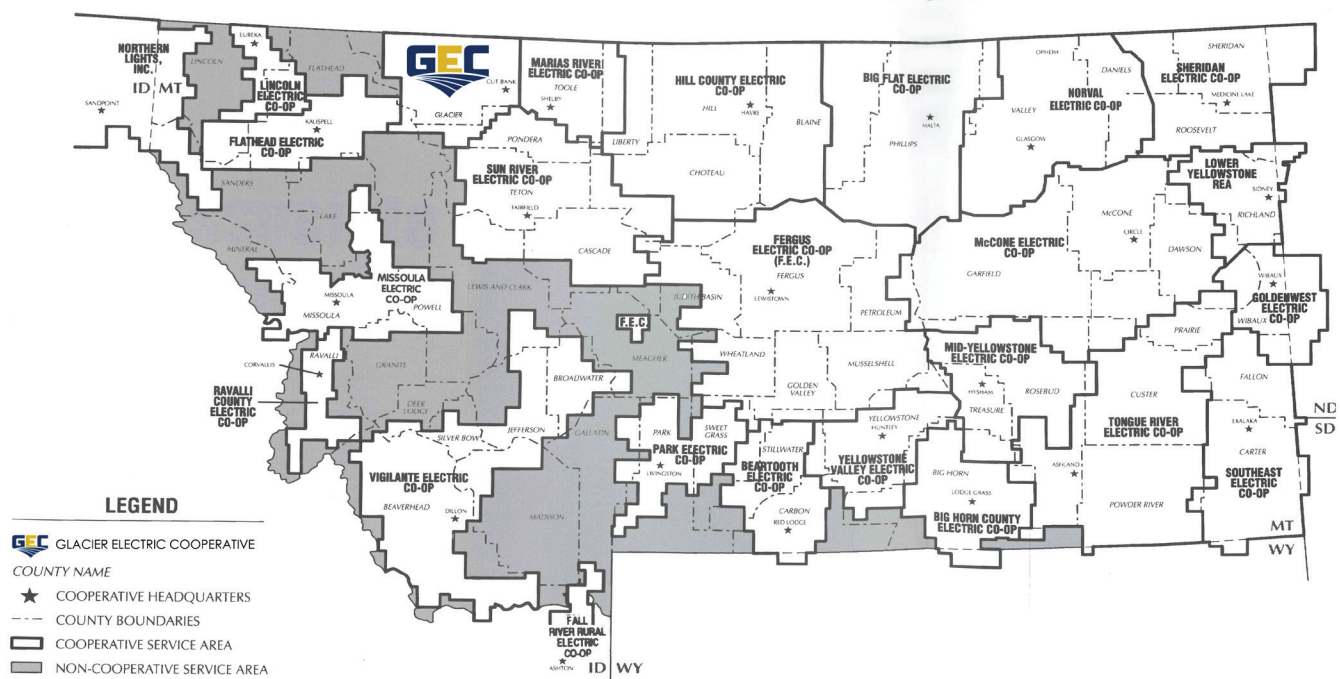 NORTHERN
LIGHTS,
INC.
ID MT
SANDPOINT
LINCOLN
EUREKA
LINCOLN
ELECTRIC
CO-OP
FLATHEAD
KALISPELL
FLATHEAD ELECTRIC
CO-OP
GEC
CUT BANK
GLACIER
MARIAS RIVER
ELECTRIC CO-OP
TOOLE
SHELBY
LIBERTY
HILL COUNTY ELECTRIC
CO-OP
HILL
HAVRE
BLAINE
CHOTEAU
BIG FLAT ELECTRIC
CO-OP
MALTA
PHILLIPS
OPHEIM
DANIELS
NORVAL
ELECTRIC CO-OP
VALLEY
GLASGOW
SHERIDAN
SHERIDAN
ELECTRIC CO-OP
MEDICINE LAKE
ROOSEVELT
PONDERA
SUN RIVER
ELECTRIC CO-OP
TETON
FAIRFIELD
CASCADE
LOWER
YELLOWSTONE
REA
SIDNEY
RICHLAND
SANDERS
LAKE
MINERAL
MISSOULA
ELECTRIC
CO-OP
MISSOULA
MISSOULA
POWELL
LEWIS AND CLARK
JUDITH BASIN
F.E.C.
MEAGHER
FERGUS
ELECTRIC CO-OP
(F.E.C.)
FERGUS
LEWISTOWN
PETROLEUM
McCONE
CIRCLE
McCONE ELECTRIC
CO-OP
GARFIELD
DAWSON
WIBAUX
GOLDENWEST
ELECTRIC
CO-OP
WIBAUX
PRAIRIE
CORVALLIS
RAVALLI
RAVALLI
COUNTY
ELECTRIC
CO-OP
GRANITE
DEER
LODGE
SILVER BOW
JEFFERSON
BROADWATER
GALLATIN
WHEATLAND
GOLDEN
VALLEY
MUSSELSHELL
MID-YELLOWSTONE
ELECTRIC CO-OP
HYSHAM
TREASURE
ROSEBUD
CUSTER
TONGUE RIVER
ELECTRIC CO-OP
ASHLAND
POWDER RIVER
FALLON
EKALAKA
CARTER
SOUTHEAST
ELECTRIC
CO-OP
ND
SD
MT
WY
VIGILANTE ELECTRIC
CO-OP
BEAVERHEAD
DILLON
MADISON
PARK
SWEET
GRASS
PARK ELECTRIC
CO-OP
LIVINGSTON
STILLWATER
BEARTOOTH
ELECTRIC
CO-OP
CARBON
RED LODGE
YELLOWSTONE
HUNTLEY
YELLOWSTONE
VALLEY ELECTRIC
CO-OP
BIG HORN
LODGE GRASS
BIG HORN COUNTY
ELECTRIC CO-OP
FALL
RIVER RURAL
ELECTRIC
CO-OP
ASHTON
ID WY
LEGEND
GEC GLACIER ELECTRIC COOPERATIVE
COUNTY NAME
COOPERATIVE HEADQUARTERS
COUNTY BOUNDARIES
COOPERATIVE SERVICE AREA
NON-COOPERATIVE SERVICE AREA